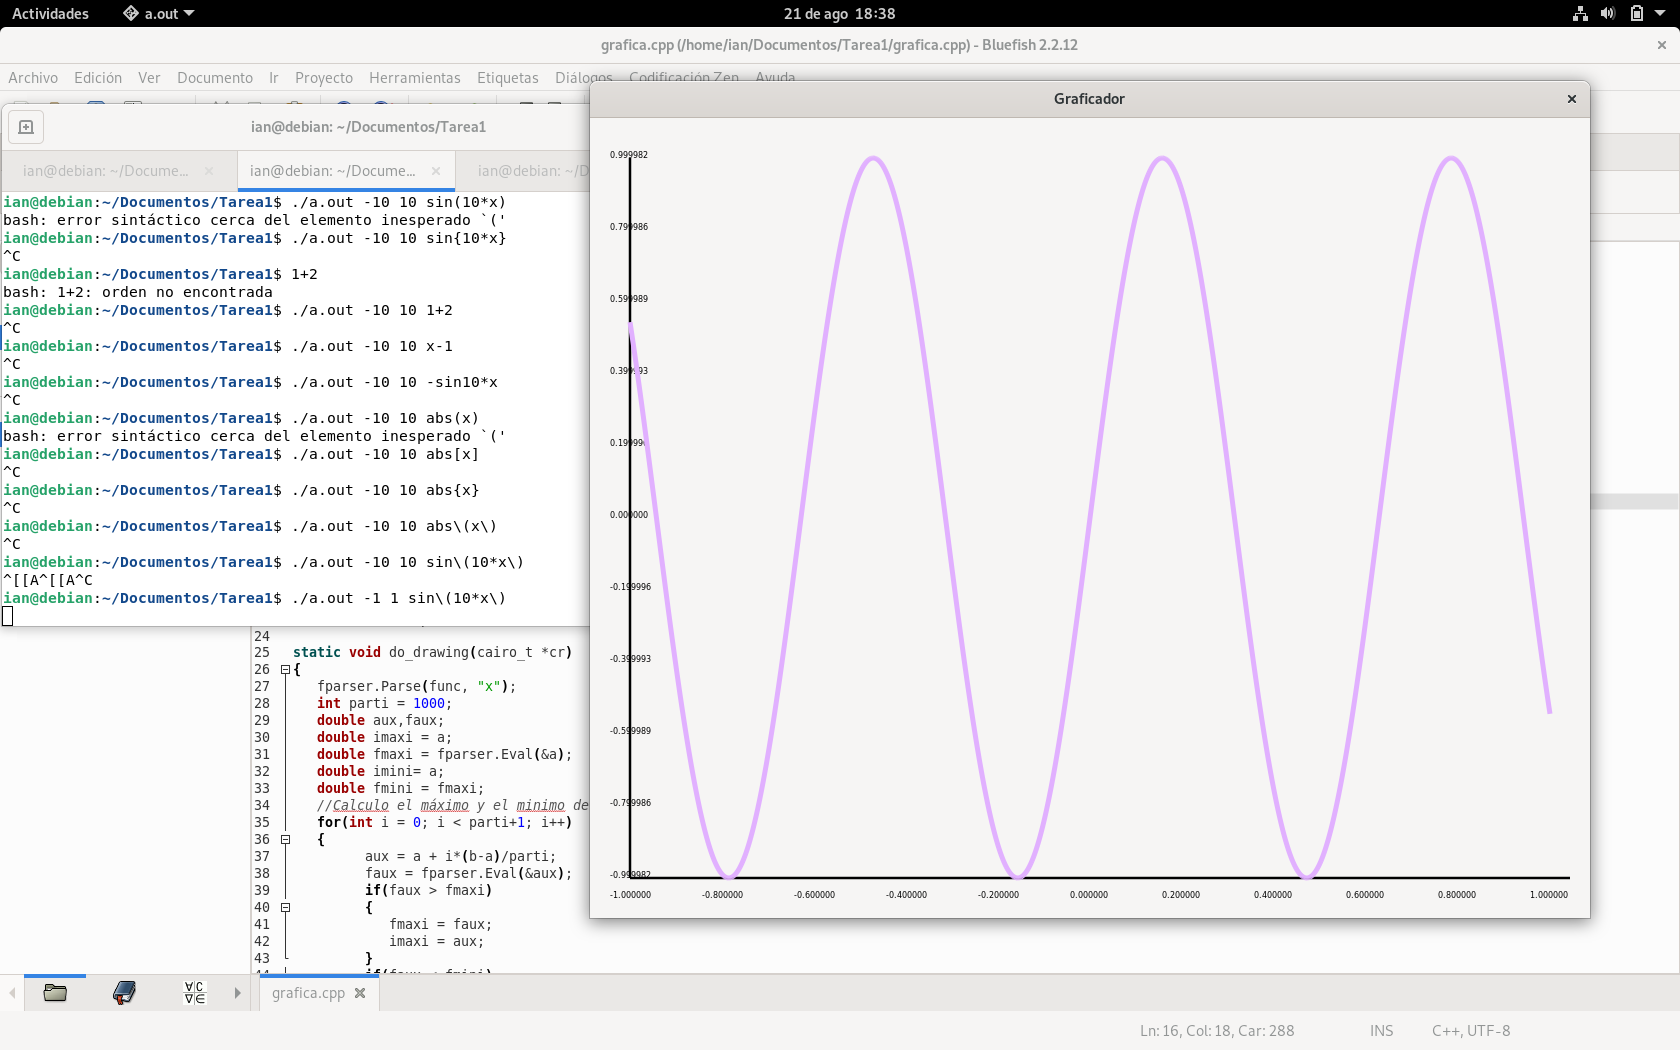 Actividades
a.out
21 de ago 18:38
grafica.cpp (/home/ian/Documentos/Tarea1/grafica.cpp) - Bluefish 2.2.12
Archivo Edición Ver Documento Ir Proyecto Herramientas Etiquetas Diálogos Codificación Zen Ayuda
ian@debian: ~/Documentos/Tarea1
ian@debian: ~/Docume...
ian@debian: ~/Docume...
ian@debian: ~/D
ian@debian:~/Documentos/Tarea1$ ./a.out -10 10 sin(10*x)
bash: error sintáctico cerca del elemento inesperado `('
ian@debian:~/Documentos/Tarea1$ ./a.out -10 10 sin{10*x}
^C
ian@debian:~/Documentos/Tarea1$ 1+2
bash: 1+2: orden no encontrada
ian@debian:~/Documentos/Tarea1$ ./a.out -10 10 1+2
^C
ian@debian:~/Documentos/Tarea1$ ./a.out -10 10 x-1
^C
ian@debian:~/Documentos/Tarea1$ ./a.out -10 10 -sin10*x
^C
ian@debian:~/Documentos/Tarea1$ ./a.out -10 10 abs(x)
bash: error sintáctico cerca del elemento inesperado `('
ian@debian:~/Documentos/Tarea1$ ./a.out -10 10 abs[x]
^C
ian@debian:~/Documentos/Tarea1$ ./a.out -10 10 abs{x}
^C
ian@debian:~/Documentos/Tarea1$ ./a.out -10 10 abs\(x\)
^C
ian@debian:~/Documentos/Tarea1$ ./a.out -10 10 sin\(10*x\)
^[[A^[[A^C
ian@debian:~/Documentos/Tarea1$ ./a.out -1 1 sin\(10*x\)
Graficador
0.999982
0.799986
0.599989
0.399993
0.199996
0.000000
-0.199996
-0.399993
-0.599989
-0.799986
-0.999982
-1.000000 -0.800000 -0.600000 -0.400000 -0.200000 0.000000 0.200000 0.400000 0.600000 0.800000 1.000000
24
25 static void do_drawing(cairo_t *cr)
26 {
27 fparser.Parse(func, "x");
28 int parti = 1000;
29 double aux,faux;
30 double imaxi = a;
31 double fmaxi = fparser.Eval(&a);
32 double imini= a;
33 double fmini = fmaxi;
34 //Calculo el máximo y el minimo de
35 for(int i = 0; i < parti+1; i++)
36 {
37 aux = a + i*(b-a)/parti;
38 faux = fparser.Eval(&aux);
39 if(faux > fmaxi)
40 {
41 fmaxi = faux;
42 imaxi = aux;
43 }
grafica.cpp
Ln: 16, Col: 18, Car: 288 INS C++, UTF-8